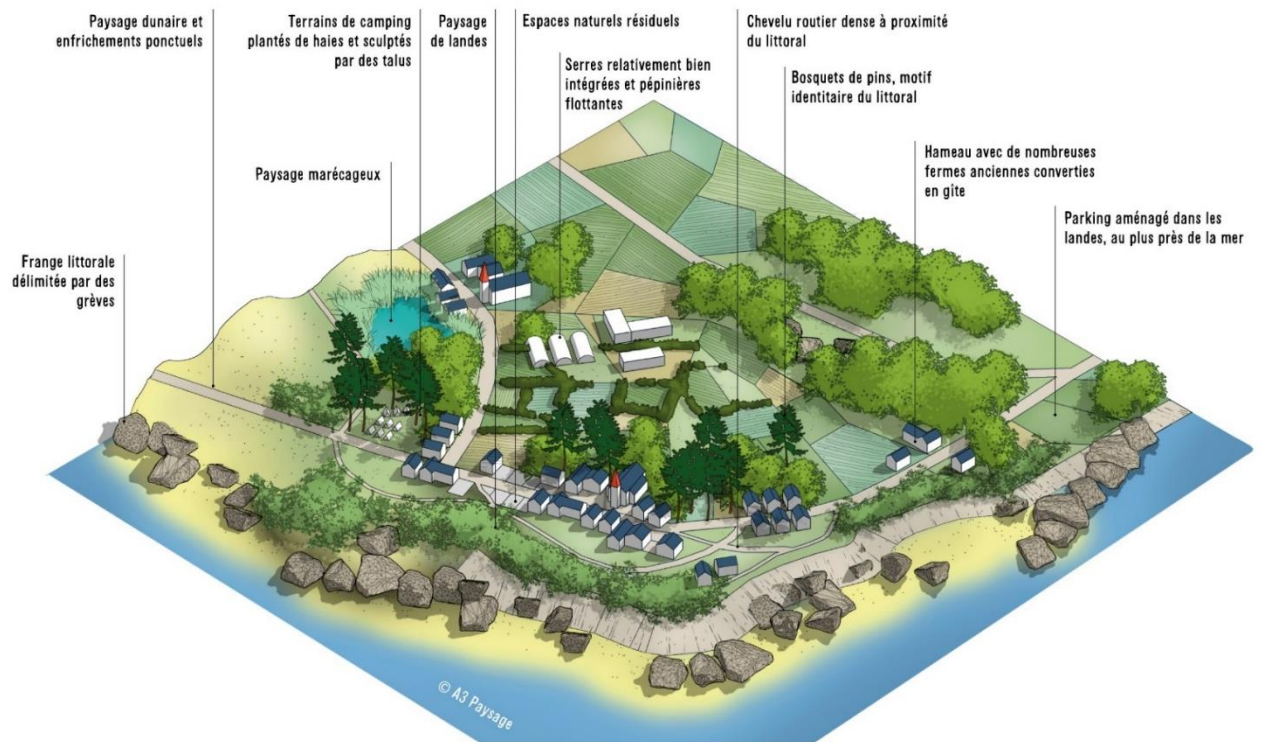 Paysage dunaire et
enfrichements ponctuels
Terrains de camping
plantés de haies et sculptés
par des talus
Paysage
de landes
Espaces naturels résiduels
Chevelu routier dense à proximité
du littoral
Serres relativement bien
intégrées et pépinières
flottantes
Bosquets de pins, motif
identitaire du littoral
Paysage marécageux
Hameau avec de nombreuses
fermes anciennes converties
en gîte
Parking aménagé dans les
landes, au plus près de la mer
Frange littorale
délimitée par des
grèves
© A3 Paysage